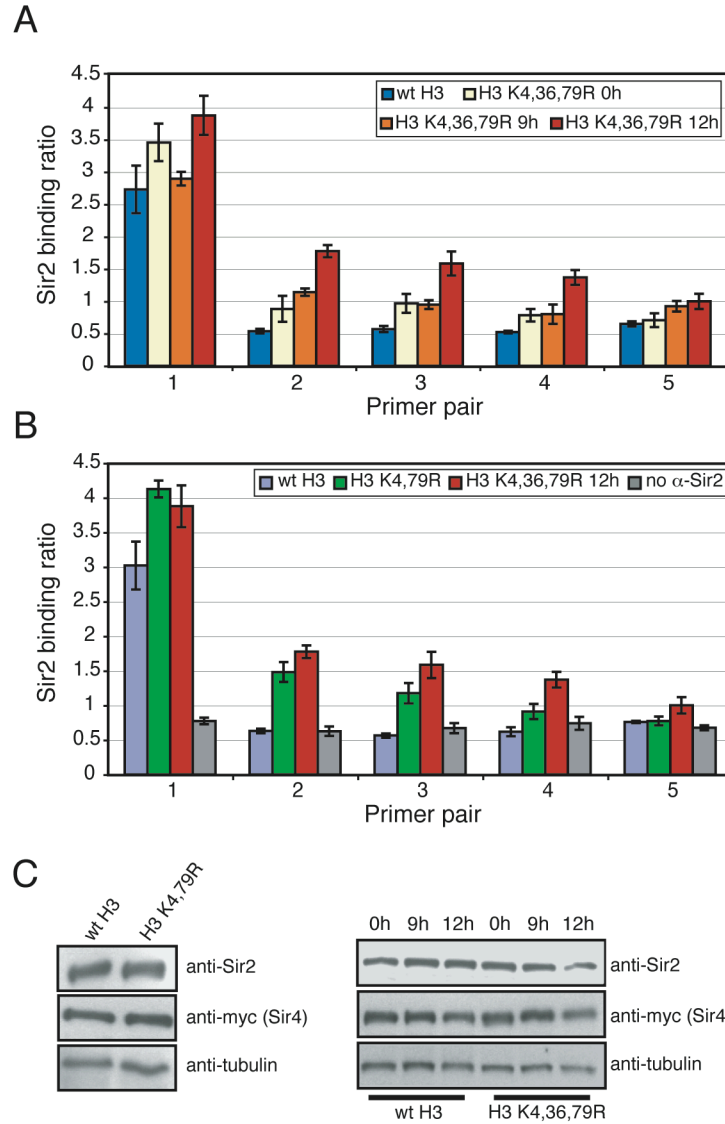 A
Sir2 binding ratio
4.5
4
3.5
3
2.5
2
1.5
1
0.5
0
wt H3 H3 K4,36,79R 0h
H3 K4,36,79R 9h H3 K4,36,79R 12h
1 2 3 4 5
Primer pair
B
Sir2 binding ratio
4.5
4
3.5
3
2.5
2
1.5
1
0.5
0
wt H3 H3 K4,79R H3 K4,36,79R 12h no α-Sir2
1 2 3 4 5
Primer pair
C
wt H3
H3 K4,79R
anti-Sir2
anti-myc (Sir4)
anti-tubulin
0h 9h 12h 0h 9h 12h
anti-Sir2
anti-myc (Sir4
anti-tubulin
wt H3 H3 K4,36,79R